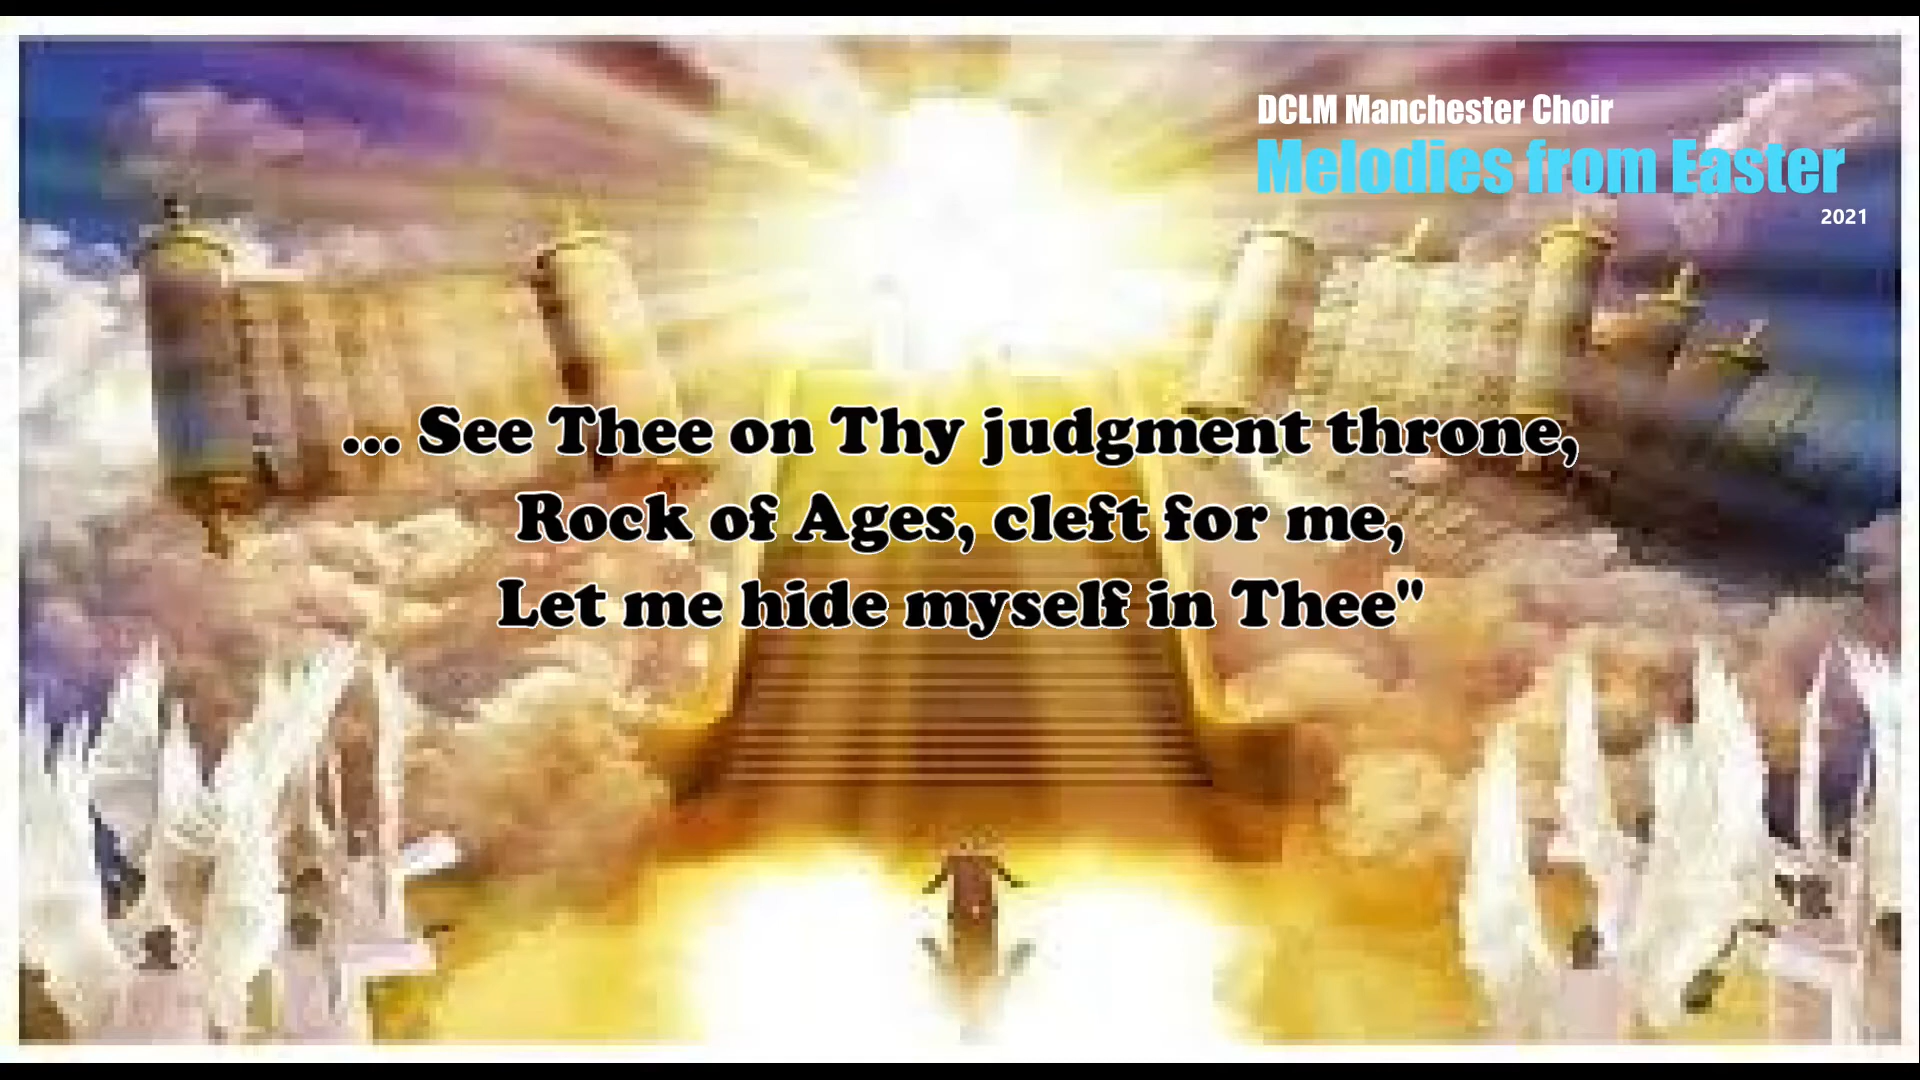 DCLM Manchester Choir
Melodies from Easter
2021
... See Thee on Thy judgment throne,
Rock of Ages, cleft for me,
Let me hide myself in Thee"